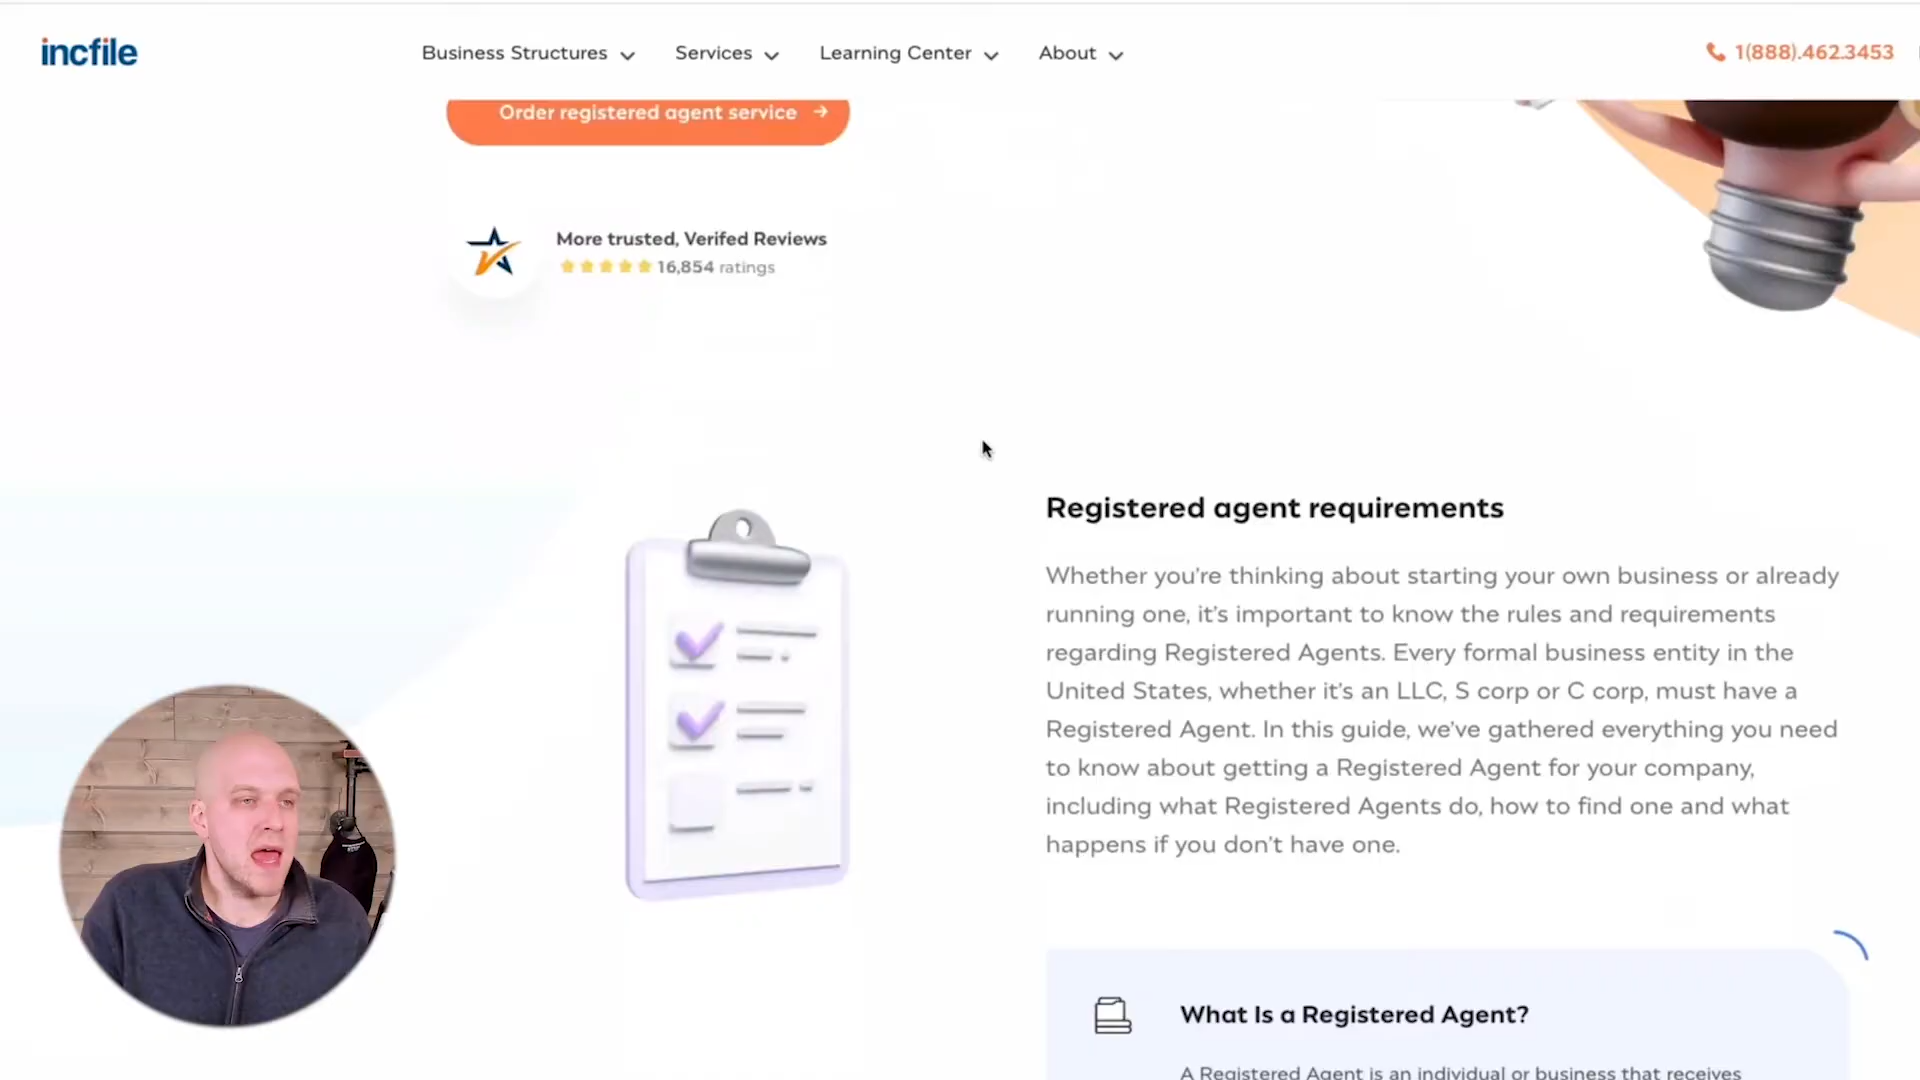 incfile
Business Structures
Services
Learning Center
About
1(888).462.3453
Order registered agent service
More trusted, Verifed Reviews
16,854 ratings
Registered agent requirements
Whether you're thinking about starting your own business or already
running one, it's important to know the rules and requirements
regarding Registered Agents. Every formal business entity in the
United States, whether it's an LLC, S corp or C corp, must have a
Registered Agent. In this guide, we've gathered everything you need
to know about getting a Registered Agent for your company,
including what Registered Agents do, how to find one and what
happens if you don't have one.
What Is a Registered Agent?
A Registered Agent is an individual or business that receives